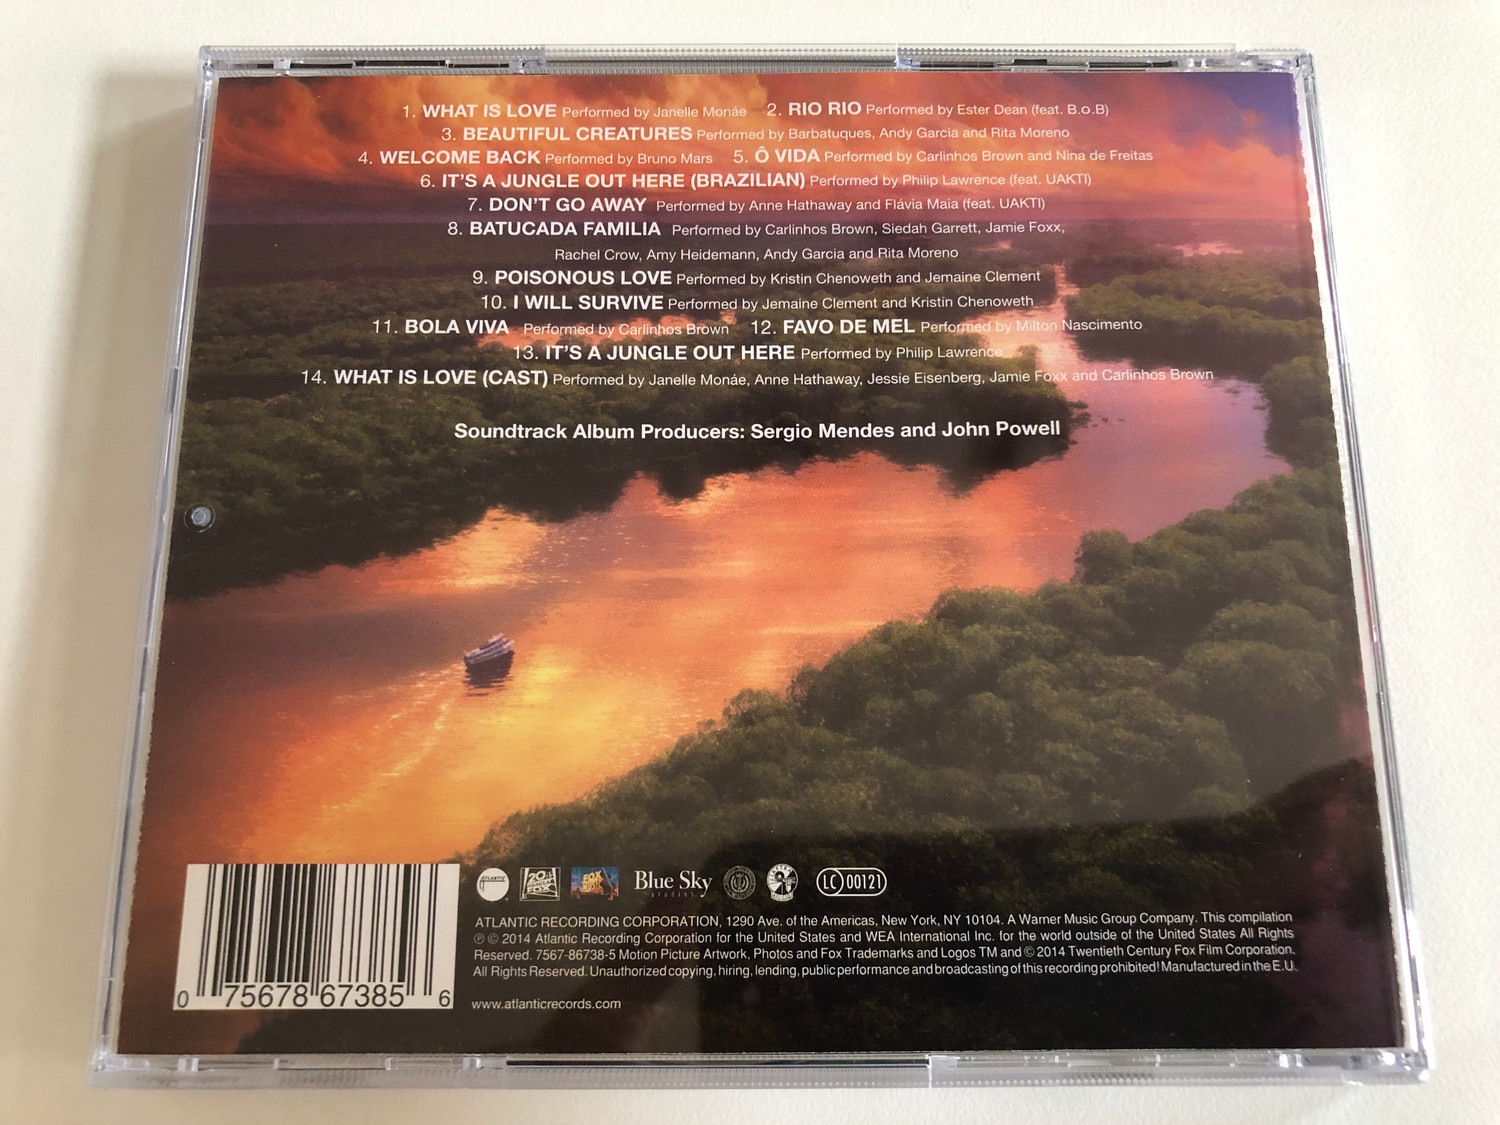 1. WHAT IS LOVE Performed by Janelle Monáe 2. RIO RIO Performed by Ester Dean (feat. B.o.B)
3. BEAUTIFUL CREATURES Performed by Barbatuques, Andy Garcia and Rita Moreno
4. WELCOME BACK Performed by Bruno Mars 5. Ô VIDA Performed by Carlinhos Brown and Nina de Freitas
6. IT'S A JUNGLE OUT HERE (BRAZILIAN) Performed by Philip Lawrence (feat. UAKTI)
7. DON'T GO AWAY Performed by Anne Hathaway and Flávia Maia (feat. UAKTI)
8. BATUCADA FAMILIA Performed by Carlinhos Brown, Siedah Garrett, Jamie Foxx,
Rachel Crow, Amy Heidemann, Andy Garcia and Rita Moreno
9. POISONOUS LOVE Performed by Kristin Chenoweth and Jemaine Clement
10. I WILL SURVIVE Performed by Jemaine Clement and Kristin Chenoweth
11. BOLA VIVA Performed by Carlinhos Brown 12. FAVO DE MEL Performed by Milton Nascimento
13. IT'S A JUNGLE OUT HERE Performed by Philip Lawrence
14. WHAT IS LOVE (CAST) Performed by Janelle Monáe, Anne Hathaway, Jessie Eisenberg, Jamie Foxx and Carlinhos Brown
Soundtrack Album Producers: Sergio Mendes and John Powell
ATLANTIC 20th CENTURY FOX FOX MUSIC Blue Sky studios LC 00121
ATLANTIC RECORDING CORPORATION, 1290 Ave. of the Americas, New York, NY 10104. A Warner Music Group Company. This compilation
℗ © 2014 Atlantic Recording Corporation for the United States and WEA International Inc. for the world outside of the United States All Rights
Reserved. 7567-86738-5 Motion Picture Artwork, Photos and Fox Trademarks and Logos TM and © 2014 Twentieth Century Fox Film Corporation.
All Rights Reserved. Unauthorized copying, hiring, lending, public performance and broadcasting of this recording prohibited! Manufactured in the E.U.
0 75678 67385 6
www.atlanticrecords.com